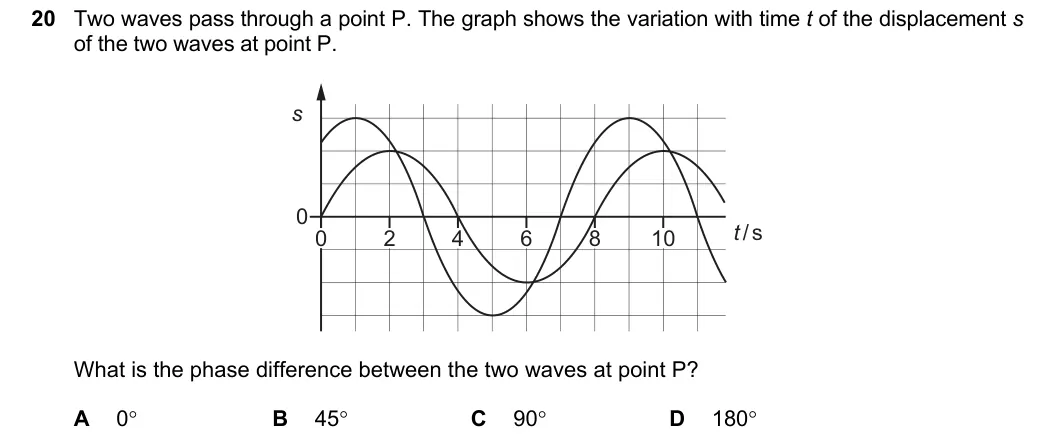 20 Two waves pass through a point P. The graph shows the variation with time t of the displacement s
of the two waves at point P.
s
0
0 2 4 6 8 10
t / s
What is the phase difference between the two waves at point P?
A 0° B 45° C 90° D 180°